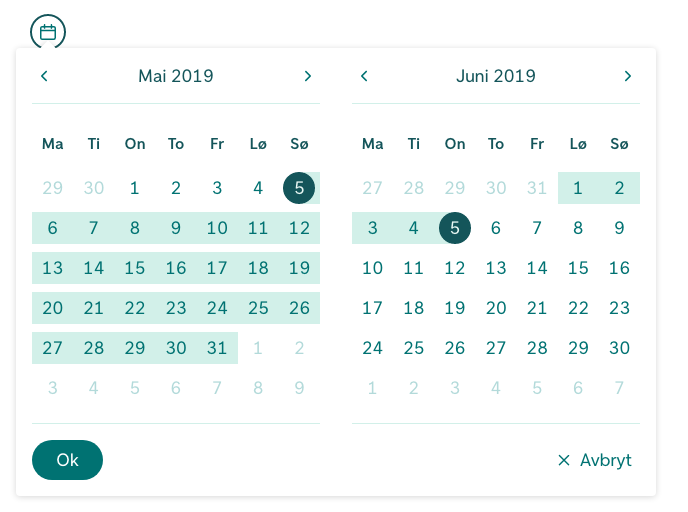 Mai 2019
Ma Ti On To Fr Lø Sø
29 30 1 2 3 4 5
6 7 8 9 10 11 12
13 14 15 16 17 18 19
20 21 22 23 24 25 26
27 28 29 30 31 1 2
3 4 5 6 7 8 9
Juni 2019
Ma Ti On To Fr Lø Sø
27 28 29 30 31 1 2
3 4 5 6 7 8 9
10 11 12 13 14 15 16
17 18 19 20 21 22 23
24 25 26 27 28 29 30
1 2 3 4 5 6 7
Ok
Avbryt